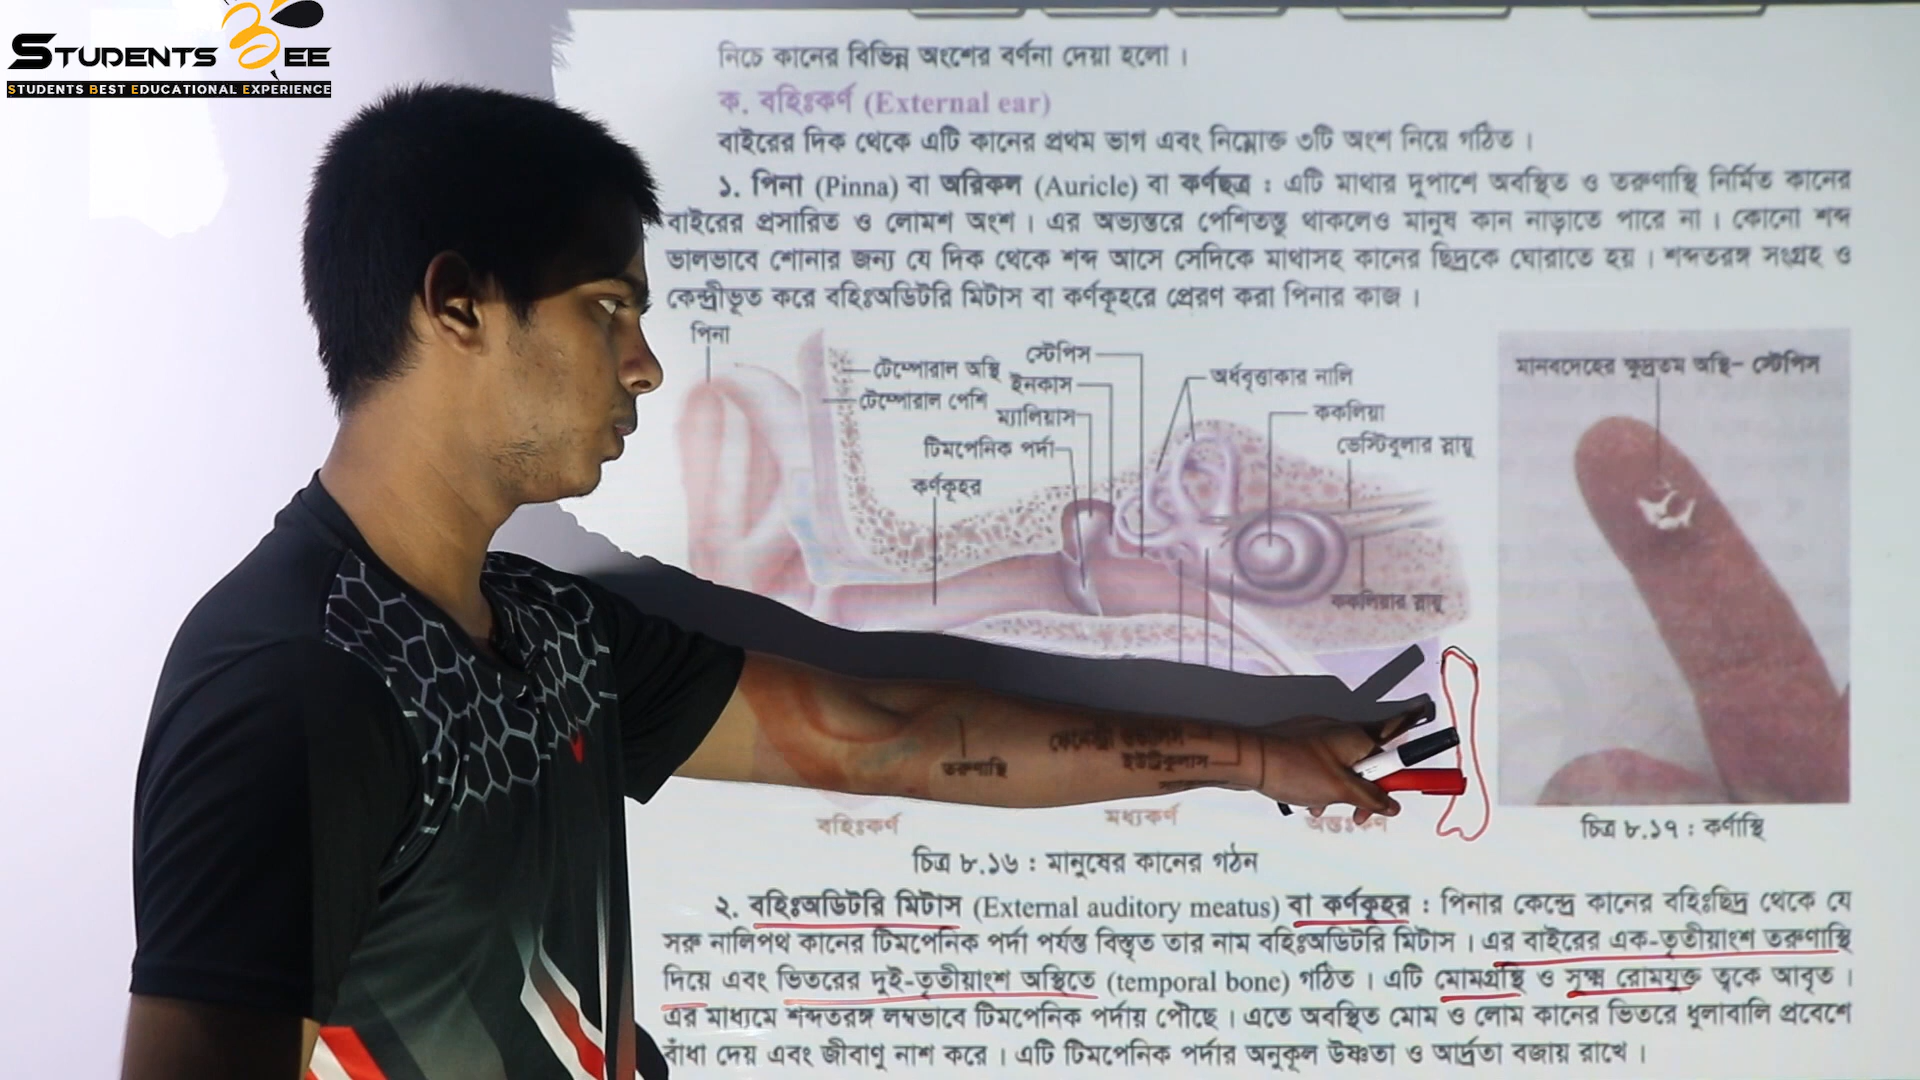 STUDENTS BEE
STUDENTS BEST EDUCATIONAL EXPERIENCE
নিচে কানের বিভিন্ন অংশের বর্ণনা দেয়া হলো ।
ক. বহিঃকর্ণ (External ear)
বাইরের দিক থেকে এটি কানের প্রথম ভাগ এবং নিম্নোক্ত ৩টি অংশ নিয়ে গঠিত ।
১. পিনা (Pinna) বা অরিকল (Auricle) বা কর্ণছত্র : এটি মাথার দুপাশে অবস্থিত ও তরুণাস্থি নির্মিত কানের
বাইরের প্রসারিত ও লোমশ অংশ । এর অভ্যন্তরে পেশিতন্তু থাকলেও মানুষ কান নাড়াতে পারে না । কোনো শব্দ
ভালভাবে শোনার জন্য যে দিক থেকে শব্দ আসে সেদিকে মাথাসহ কানের ছিদ্রকে ঘোরাতে হয় । শব্দতরঙ্গ সংগ্রহ ও
কেন্দ্রীভূত করে বহিঃঅডিটরি মিটাস বা কর্ণকূহরে প্রেরণ করা পিনার কাজ ।
পিনা
টেম্পোরাল অস্থি
টেম্পোরাল পেশি
স্টেপিস
ইনকাস
ম্যালিয়াস
টিমপেনিক পর্দা
কর্ণকূহর
অর্ধবৃত্তাকার নালি
ককলিয়া
ভেস্টিবুলার স্নায়ু
ককলিয়ার স্নায়ু
মানবদেহের ক্ষুদ্রতম অস্থি- স্টেপিস
তরুণাস্থি
ইউট্রিকুলাস
বহিঃকর্ণ
মধ্যকর্ণ
অন্তঃকর্ণ
চিত্র ৮.১৭ : কর্ণাস্থি
চিত্র ৮.১৬ : মানুষের কানের গঠন
২. বহিঃঅডিটরি মিটাস (External auditory meatus) বা কর্ণকূহর : পিনার কেন্দ্রে কানের বহিঃছিদ্র থেকে যে
সরু নালিপথ কানের টিমপেনিক পর্দা পর্যন্ত বিস্তৃত তার নাম বহিঃঅডিটরি মিটাস । এর বাইরের এক-তৃতীয়াংশ তরুণাস্থি
দিয়ে এবং ভিতরের দুই-তৃতীয়াংশ অস্থিতে (temporal bone) গঠিত । এটি মোমগ্রন্থি ও সূক্ষ্ম রোমযুক্ত ত্বকে আবৃত ।
এর মাধ্যমে শব্দতরঙ্গ লম্বভাবে টিমপেনিক পর্দায় পৌছে । এতে অবস্থিত মোম ও লোম কানের ভিতরে ধুলাবালি প্রবেশে
বাঁধা দেয় এবং জীবাণু নাশ করে । এটি টিমপেনিক পর্দার অনুকূল উষ্ণতা ও আর্দ্রতা বজায় রাখে ।